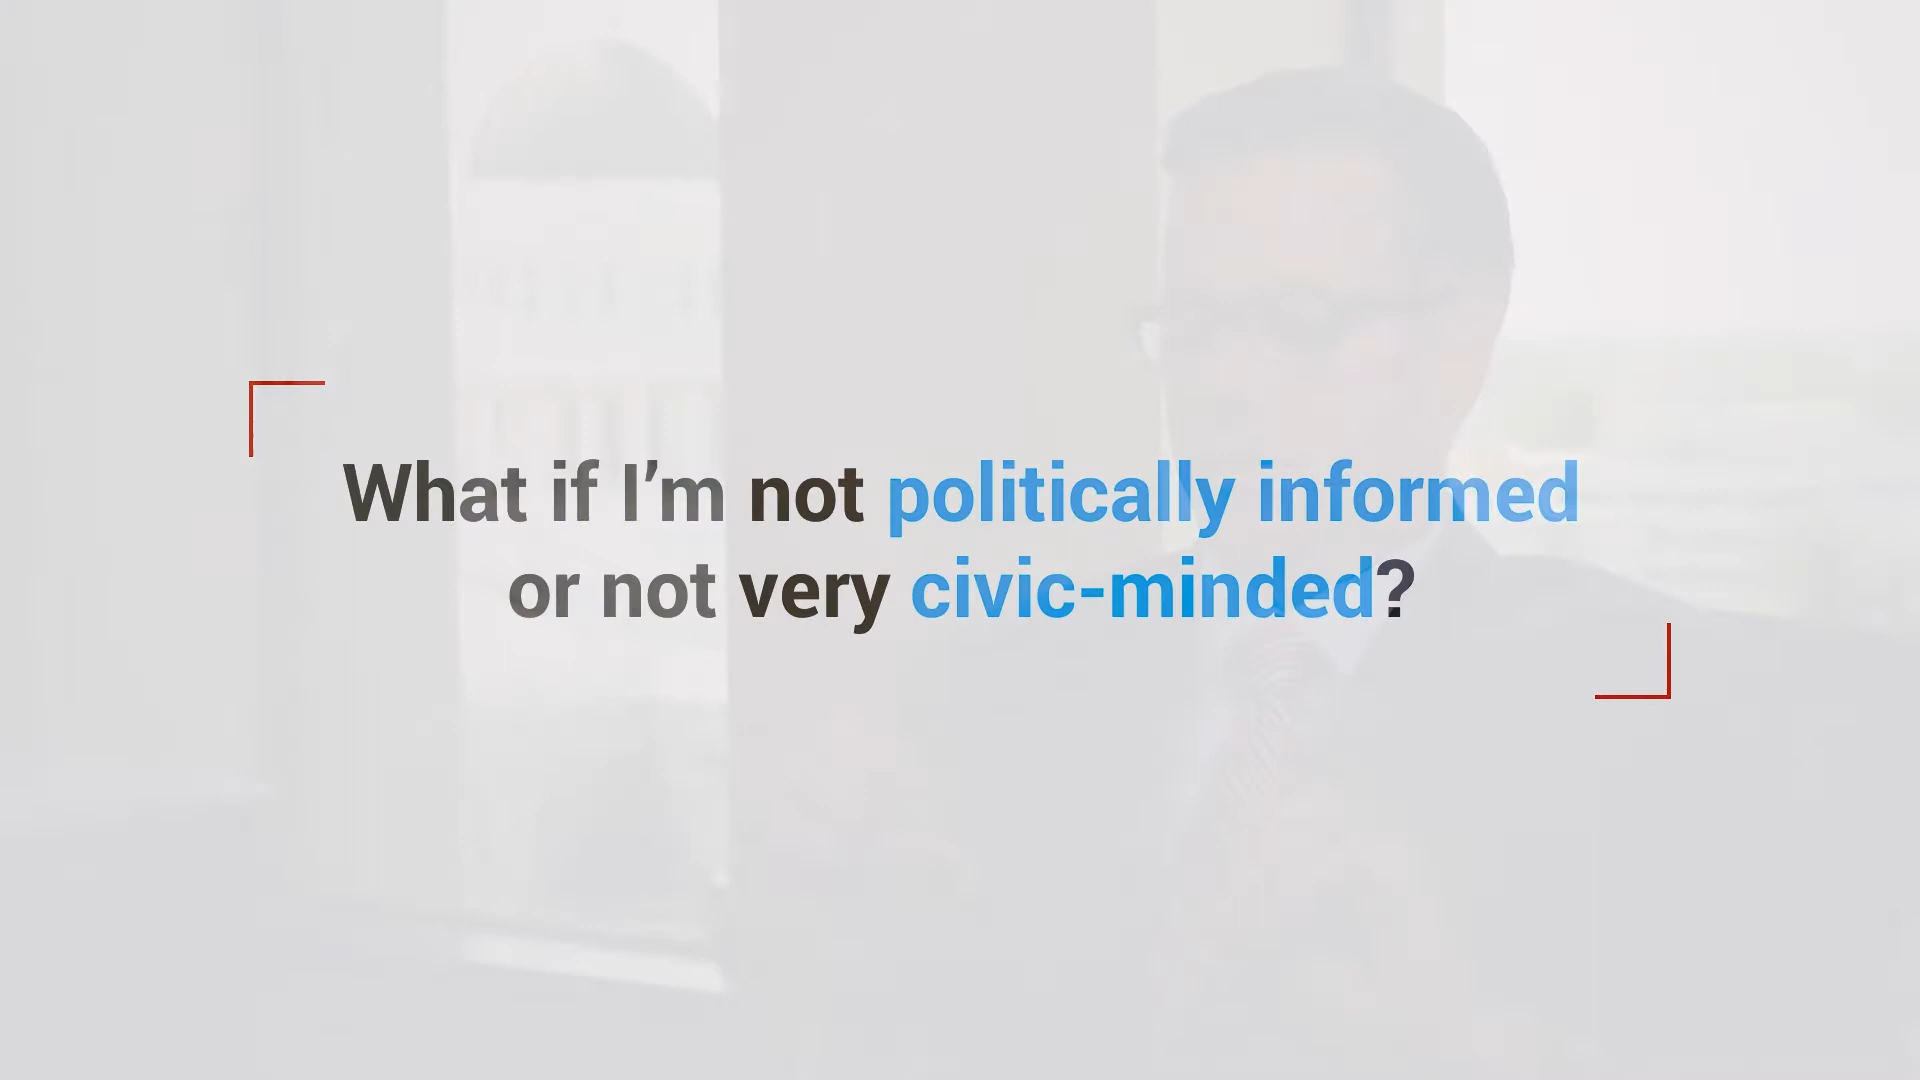 What if I’m not politically informed
or not very civic-minded?